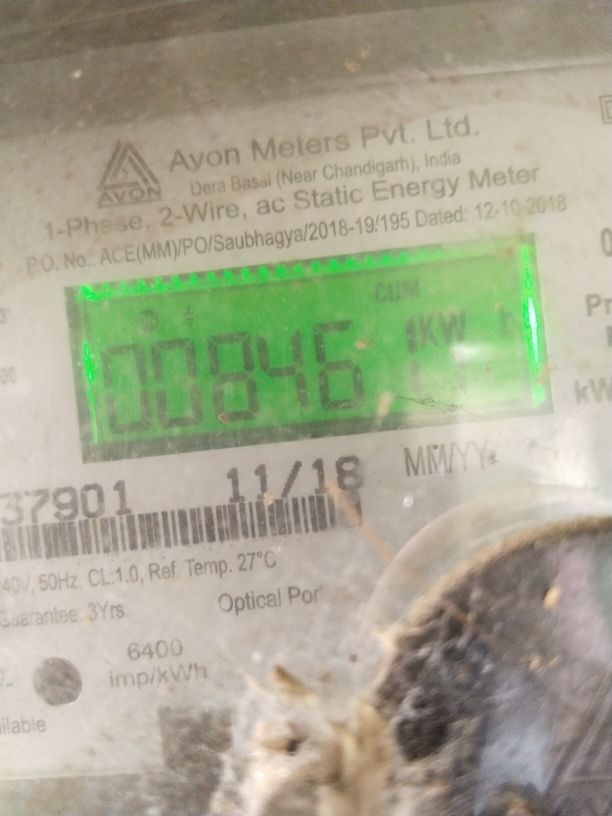 Avon Meters Pvt. Ltd.
AVON
Dera Bassi (Near Chandigarh), India
1-Phase, 2-Wire, ac Static Energy Meter
P.O. No.: ACE(MM)/PO/Saubhagya/2018-19/195 Dated: 12-10-2018
CUM
00846
KW
37901
11/18
MM/YY
40V, 50Hz. CL:1.0, Ref. Temp. 27°C
Guarantee: 3Yrs.
Optical Por
6400
imp/kWh